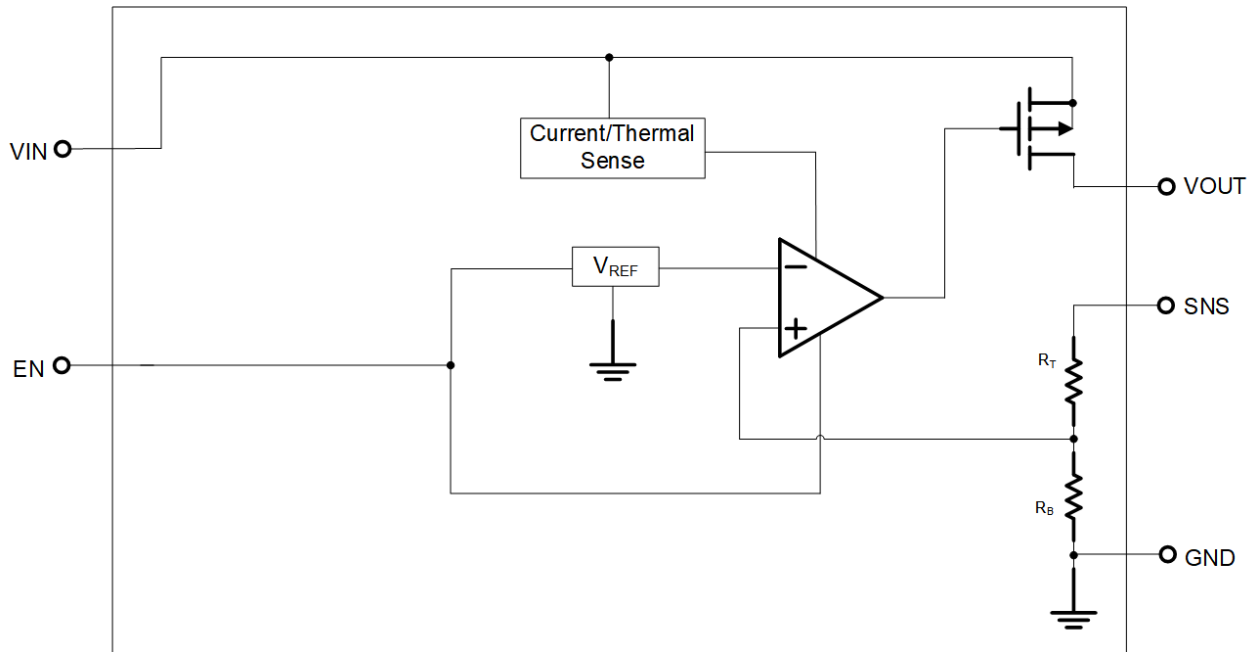 Current/Thermal
Sense
VIN
VOUT
VREF
−
+
SNS
EN
RT
RB
GND